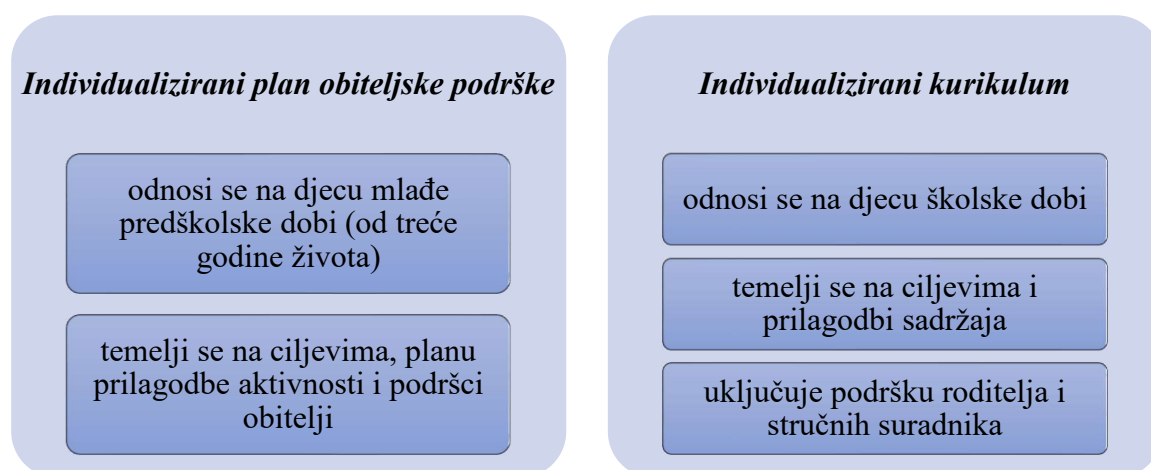 Individualizirani plan obiteljske podrške
odnosi se na djecu mlađe
predškolske dobi (od treće
godine života)
temelji se na ciljevima, planu
prilagodbe aktivnosti i podršci
obitelji
Individualizirani kurikulum
odnosi se na djecu školske dobi
temelji se na ciljevima i
prilagodbi sadržaja
uključuje podršku roditelja i
stručnih suradnika